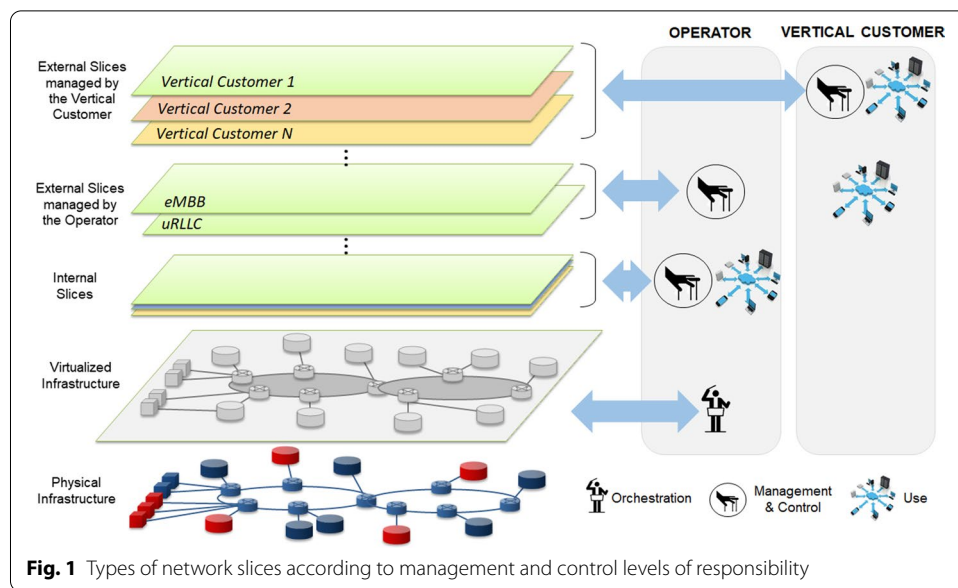 OPERATOR
VERTICAL CUSTOMER
External Slices
managed by
the Vertical
Customer
Vertical Customer 1
Vertical Customer 2
Vertical Customer N
External Slices
managed by
the Operator
eMBB
uRLLC
Internal
Slices
Virtualized
Infrastructure
Physical
Infrastructure
Orchestration
Management
& Control
Use
Fig. 1 Types of network slices according to management and control levels of responsibility